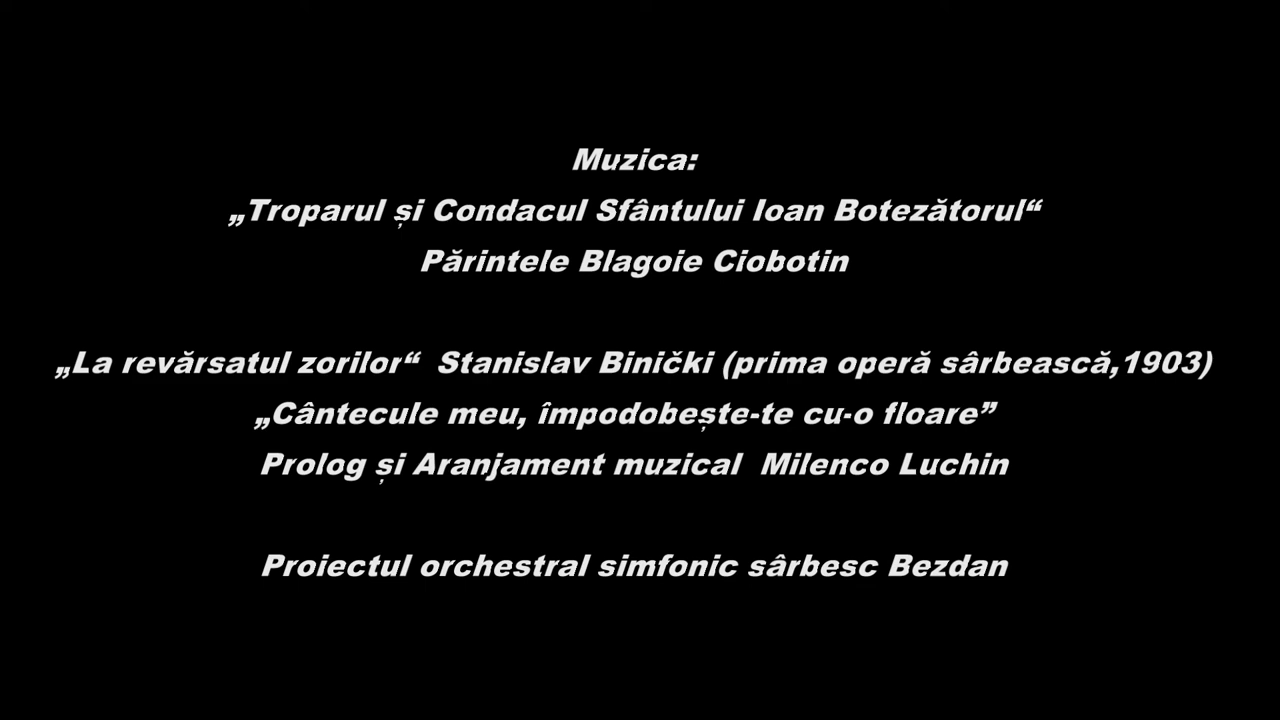 Muzica:
„Troparul și Condacul Sfântului Ioan Botezătorul“
Părintele Blagoie Ciobotin
„La revărsatul zorilor“ Stanislav Binički (prima operă sârbească,1903)
„Cântecule meu, împodobește-te cu-o floare”
Prolog și Aranjament muzical Milenco Luchin
Proiectul orchestral simfonic sârbesc Bezdan